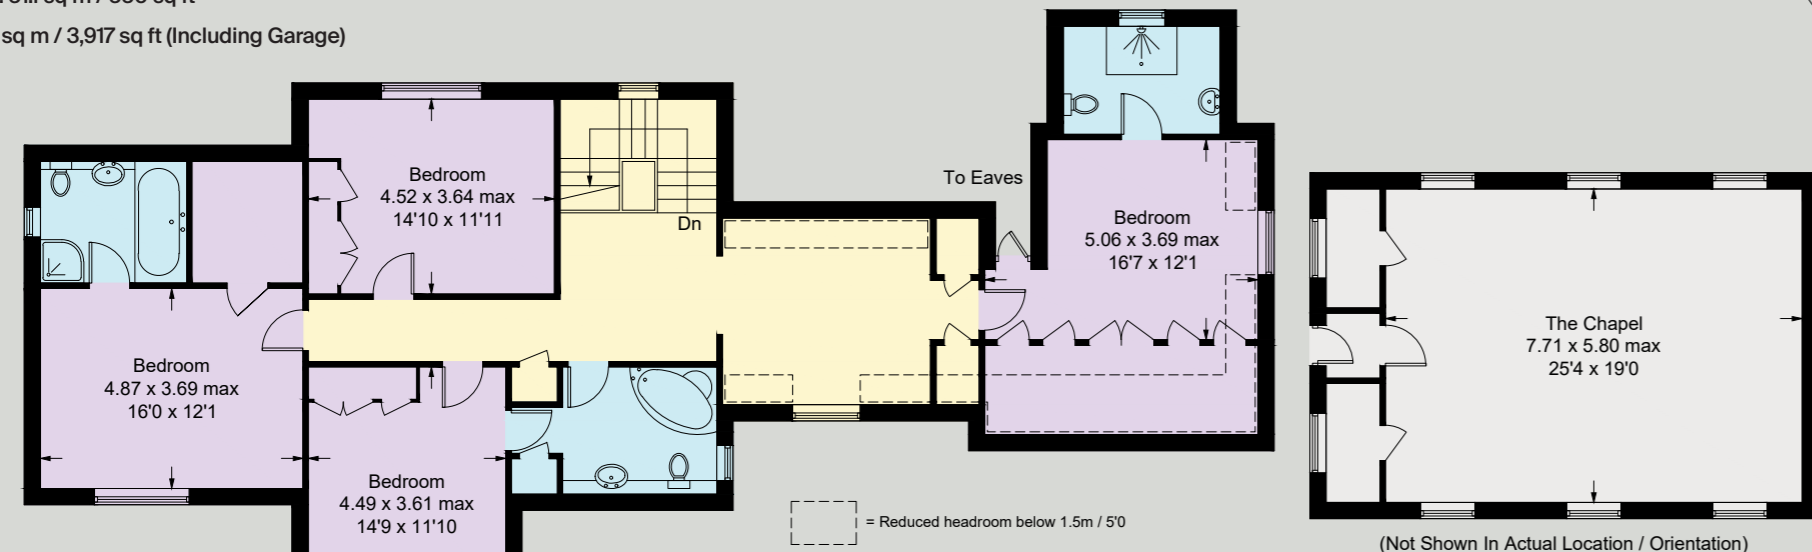 sq m / 3,917 sq ft (Including Garage)
To Eaves
Bedroom
4.52 x 3.64 max
14'10 x 11'11
Dn
Bedroom
5.06 x 3.69 max
16'7 x 12'1
The Chapel
7.71 x 5.80 max
25'4 x 19'0
Bedroom
4.87 x 3.69 max
16'0 x 12'1
Bedroom
4.49 x 3.61 max
14'9 x 11'10
= Reduced headroom below 1.5m / 5'0
(Not Shown In Actual Location / Orientation)